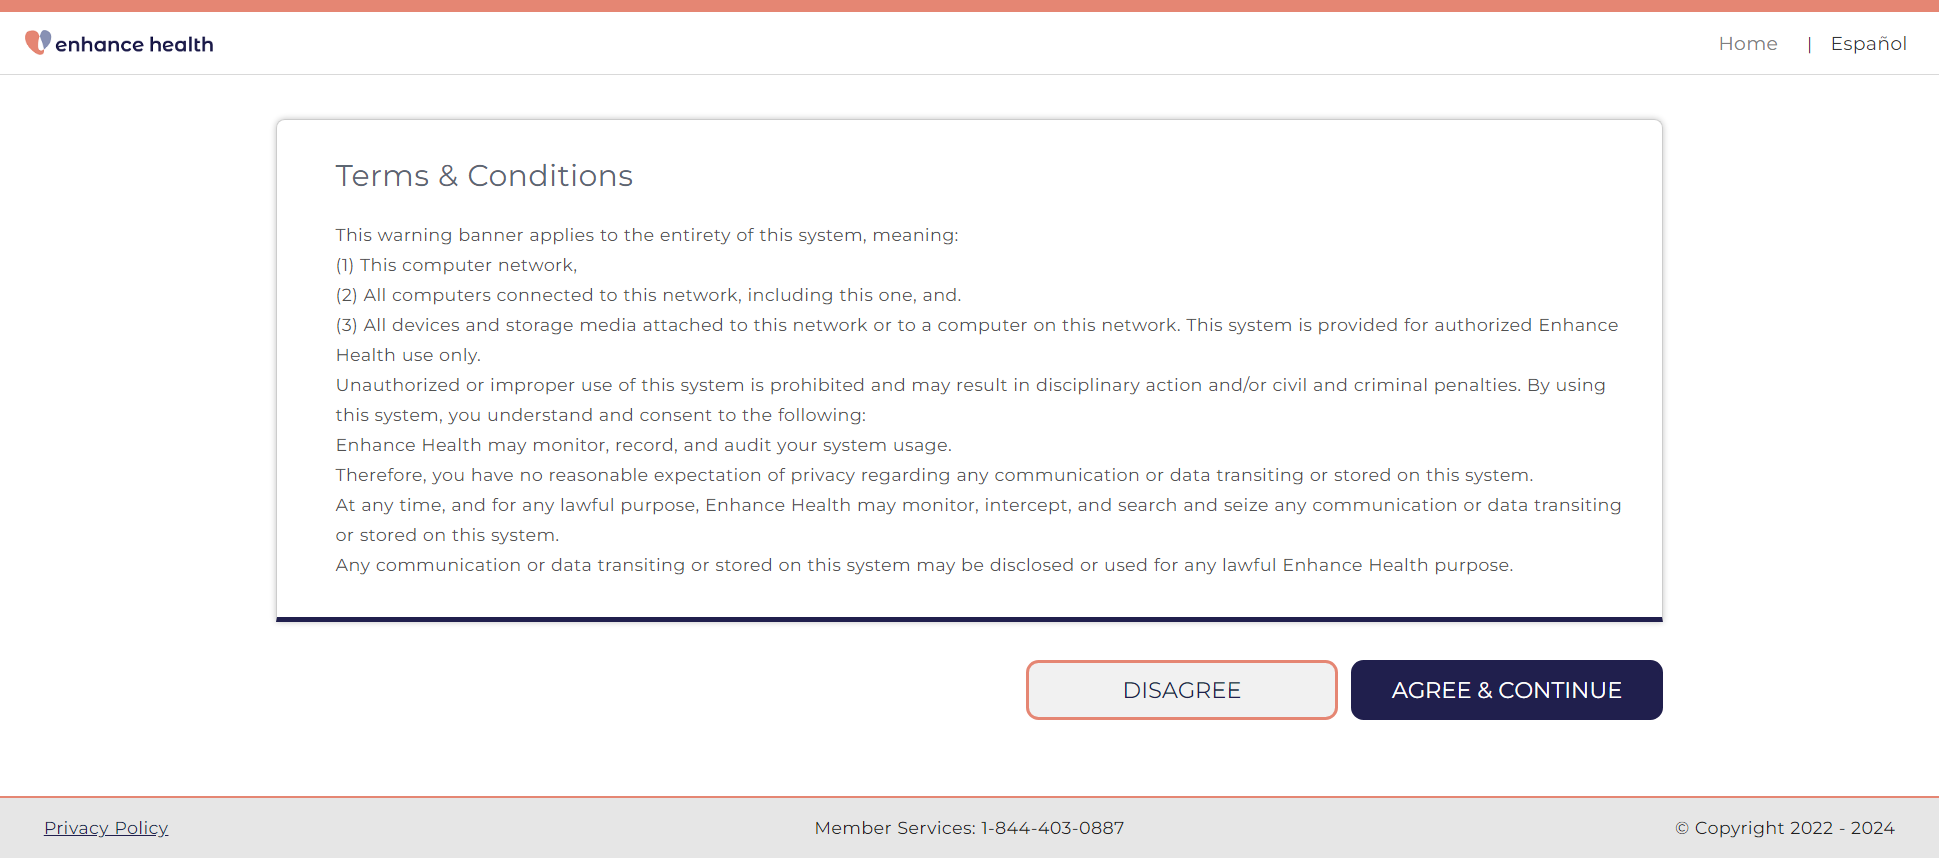 enhance health
Home | Español
Terms & Conditions
This warning banner applies to the entirety of this system, meaning:
(1) This computer network,
(2) All computers connected to this network, including this one, and.
(3) All devices and storage media attached to this network or to a computer on this network. This system is provided for authorized Enhance
Health use only.
Unauthorized or improper use of this system is prohibited and may result in disciplinary action and/or civil and criminal penalties. By using
this system, you understand and consent to the following:
Enhance Health may monitor, record, and audit your system usage.
Therefore, you have no reasonable expectation of privacy regarding any communication or data transiting or stored on this system.
At any time, and for any lawful purpose, Enhance Health may monitor, intercept, and search and seize any communication or data transiting
or stored on this system.
Any communication or data transiting or stored on this system may be disclosed or used for any lawful Enhance Health purpose.
DISAGREE
AGREE & CONTINUE
Privacy Policy
Member Services: 1-844-403-0887
© Copyright 2022 - 2024